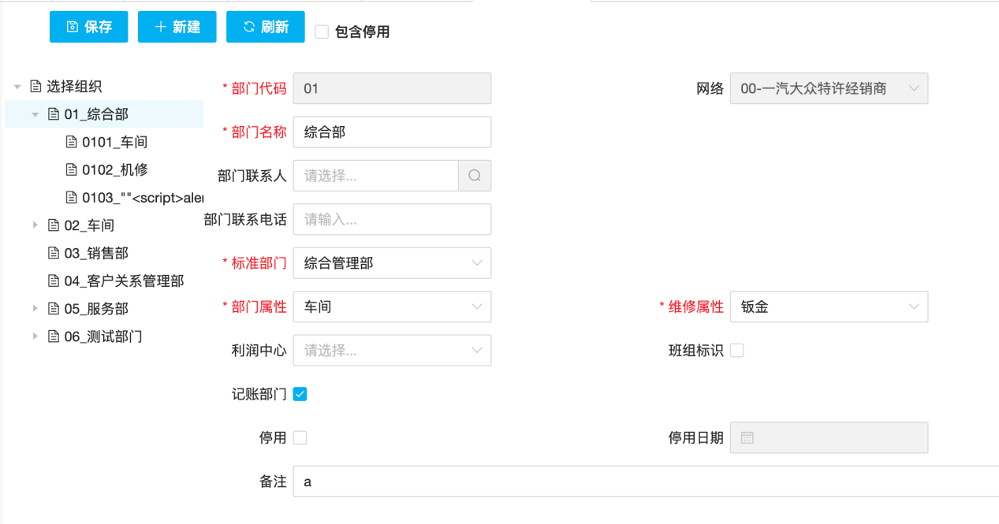 保存 新建 刷新 包含停用
选择组织
01_综合部
0101_车间
0102_机修
0103_""<script>aler
02_车间
03_销售部
04_客户关系管理部
05_服务部
06_测试部门
* 部门代码 01 网络 00-一汽大众特许经销商
* 部门名称 综合部
部门联系人 请选择...
部门联系电话 请输入...
* 标准部门 综合管理部
* 部门属性 车间 * 维修属性 钣金
利润中心 请选择... 班组标识
记账部门
停用 停用日期
备注 a